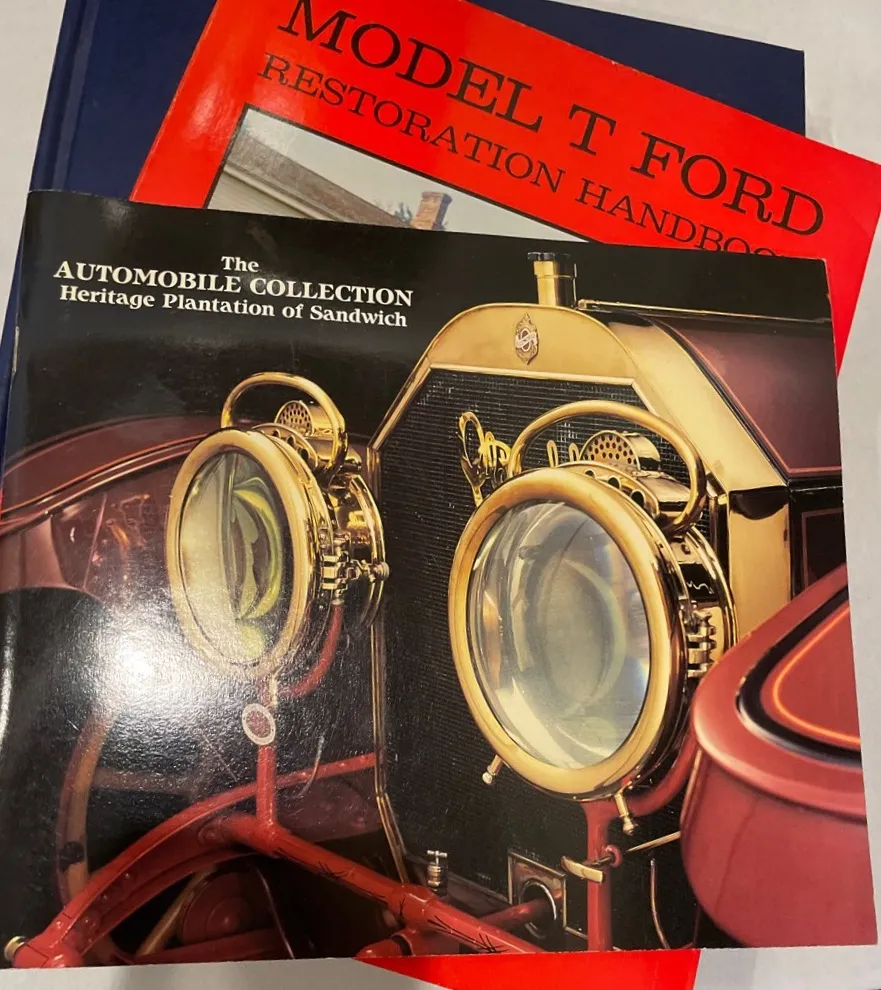 MODEL T FORD
RESTORATION HANDBOO
The
AUTOMOBILE COLLECTION
Heritage Plantation of Sandwich